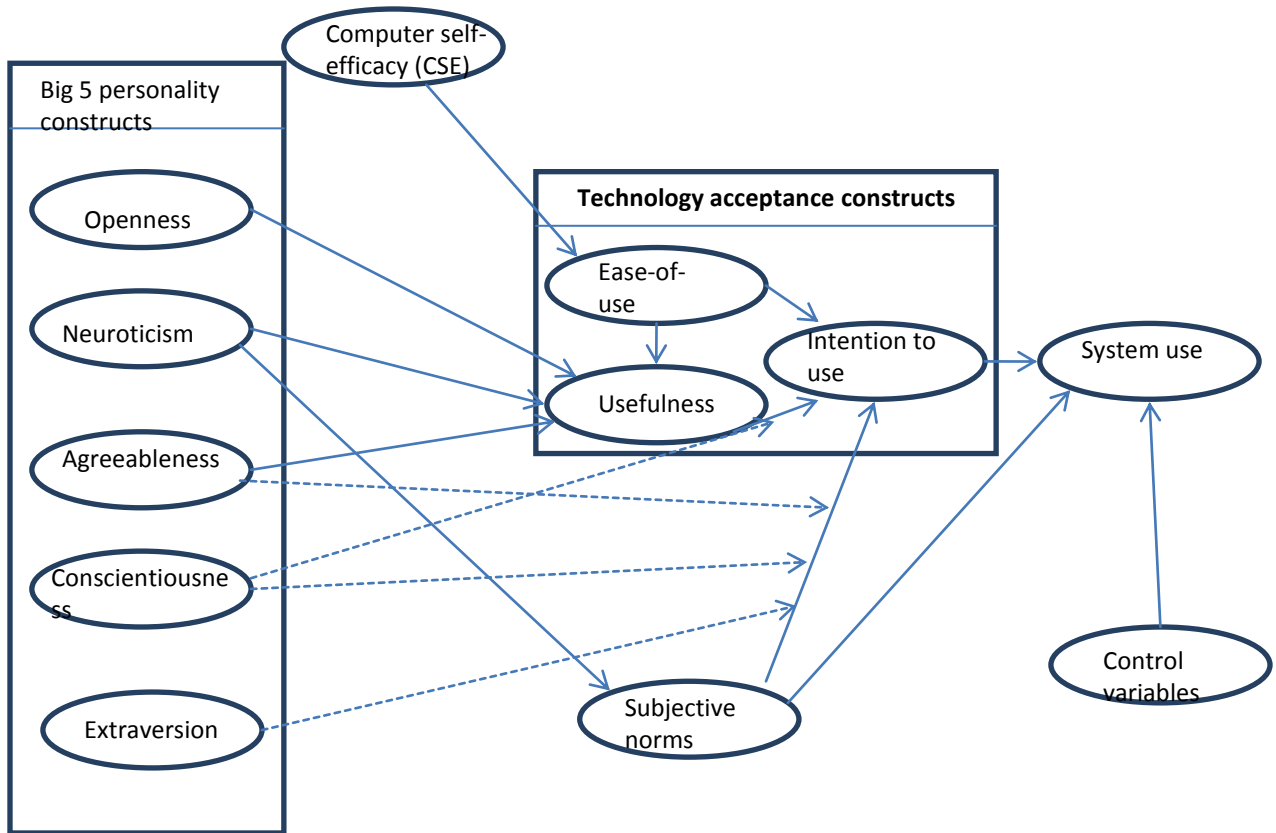 Computer self-
efficacy (CSE)
Big 5 personality
constructs
Openness
Neuroticism
Agreeableness
Conscientiousne
ss
Extraversion
Technology acceptance constructs
Ease-of-
use
Usefulness
Intention to
use
System use
Subjective
norms
Control
variables